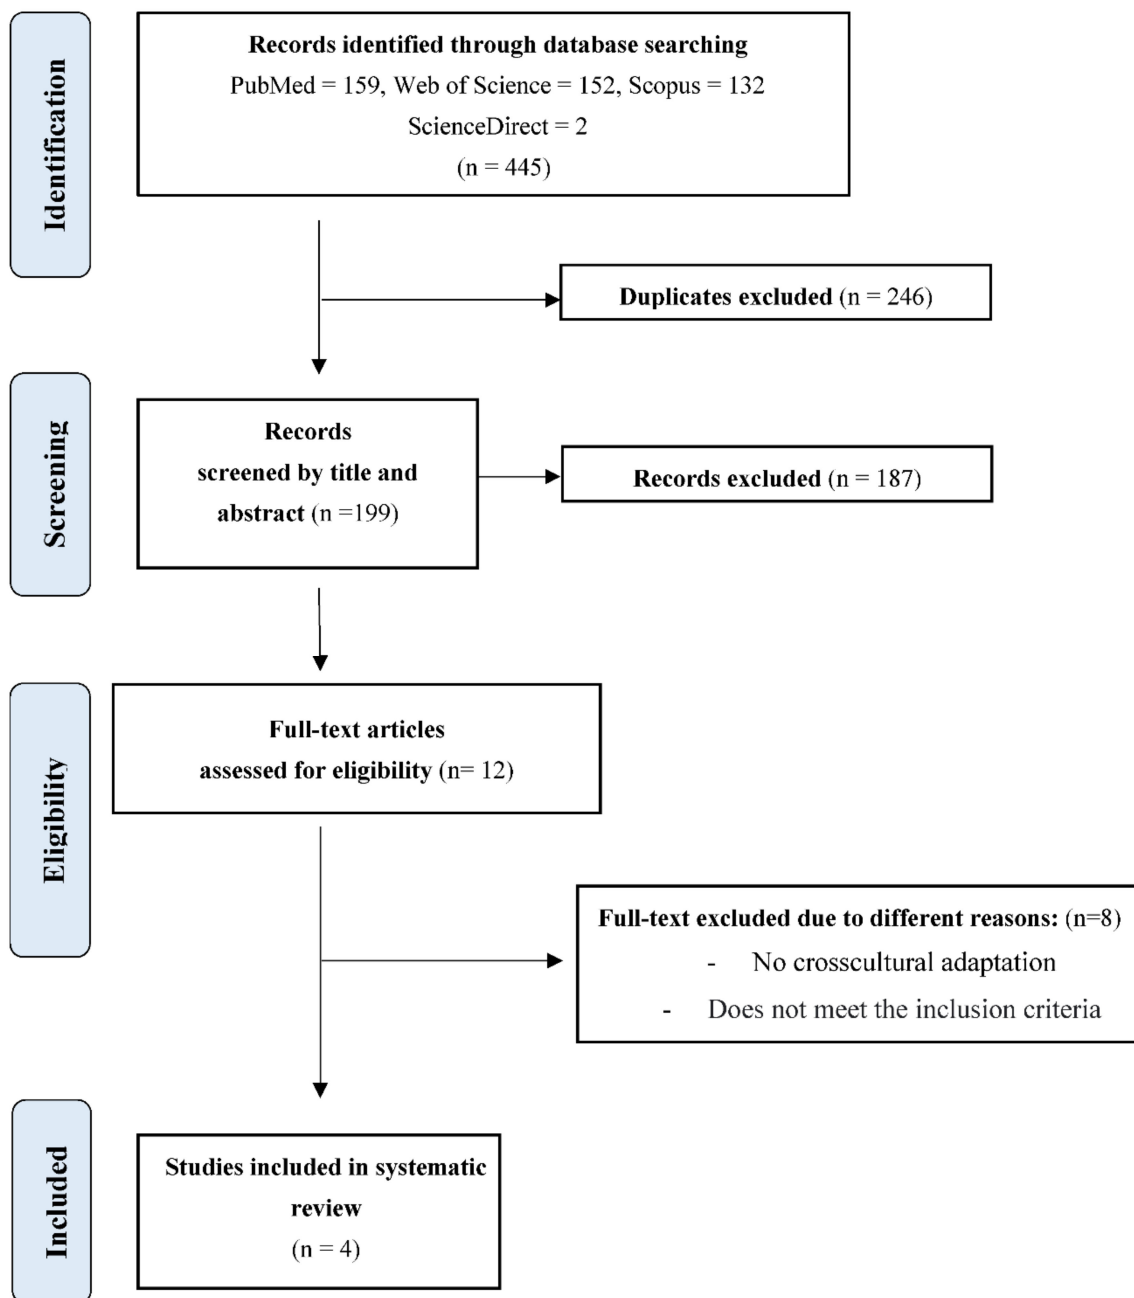 Identification
Records identified through database searching
PubMed = 159, Web of Science = 152, Scopus = 132
ScienceDirect = 2
(n = 445)
Duplicates excluded (n = 246)
Screening
Records
screened by title and
abstract (n =199)
Records excluded (n = 187)
Eligibility
Full-text articles
assessed for eligibility (n= 12)
Full-text excluded due to different reasons: (n=8)
- No crosscultural adaptation
- Does not meet the inclusion criteria
Included
Studies included in systematic
review
(n = 4)